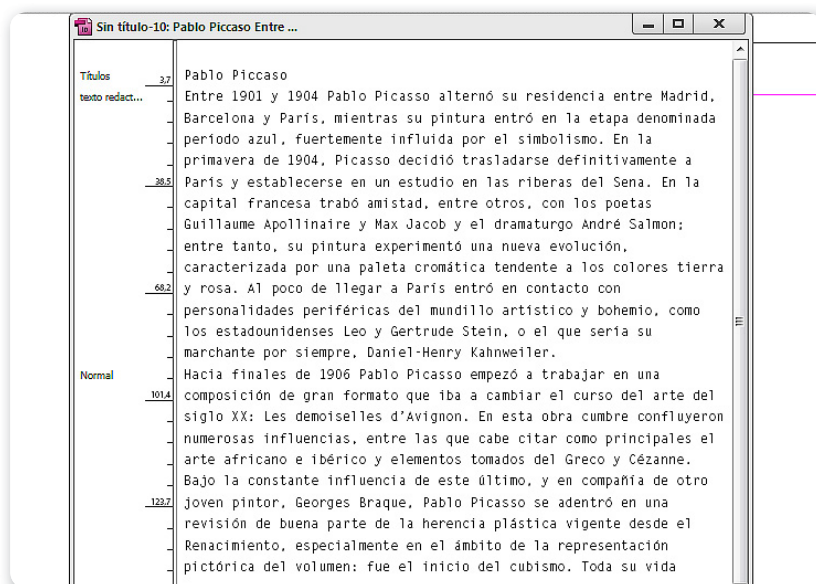 Sin título-10: Pablo Piccaso Entre ...
Títulos
3,7
Pablo Piccaso
texto redact...
Entre 1901 y 1904 Pablo Picasso alternó su residencia entre Madrid,
Barcelona y París, mientras su pintura entró en la etapa denominada
período azul, fuertemente influida por el simbolismo. En la
primavera de 1904, Picasso decidió trasladarse definitivamente a
38,5
París y establecerse en un estudio en las riberas del Sena. En la
capital francesa trabó amistad, entre otros, con los poetas
Guillaume Apollinaire y Max Jacob y el dramaturgo André Salmon;
entre tanto, su pintura experimentó una nueva evolución,
caracterizada por una paleta cromática tendente a los colores tierra
68,2
y rosa. Al poco de llegar a París entró en contacto con
personalidades periféricas del mundillo artístico y bohemio, como
los estadounidenses Leo y Gertrude Stein, o el que sería su
marchante por siempre, Daniel-Henry Kahnweiler.
Normal
Hacia finales de 1906 Pablo Picasso empezó a trabajar en una
101,4
composición de gran formato que iba a cambiar el curso del arte del
siglo XX: Les demoiselles d'Avignon. En esta obra cumbre confluyeron
numerosas influencias, entre las que cabe citar como principales el
arte africano e ibérico y elementos tomados del Greco y Cézanne.
Bajo la constante influencia de este último, y en compañía de otro
123,7
joven pintor, Georges Braque, Pablo Picasso se adentró en una
revisión de buena parte de la herencia plástica vigente desde el
Renacimiento, especialmente en el ámbito de la representación
pictórica del volumen: fue el inicio del cubismo. Toda su vida